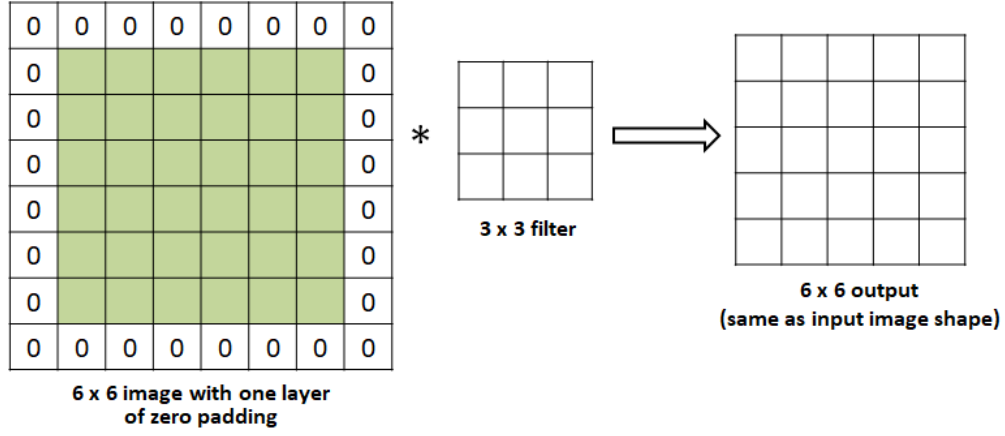 0 0 0 0 0 0 0 0
0 0
0 0
0 0
0 0
0 0
0 0
0 0 0 0 0 0 0 0
*
3 x 3 filter
6 x 6 output
(same as input image shape)
6 x 6 image with one layer
of zero padding